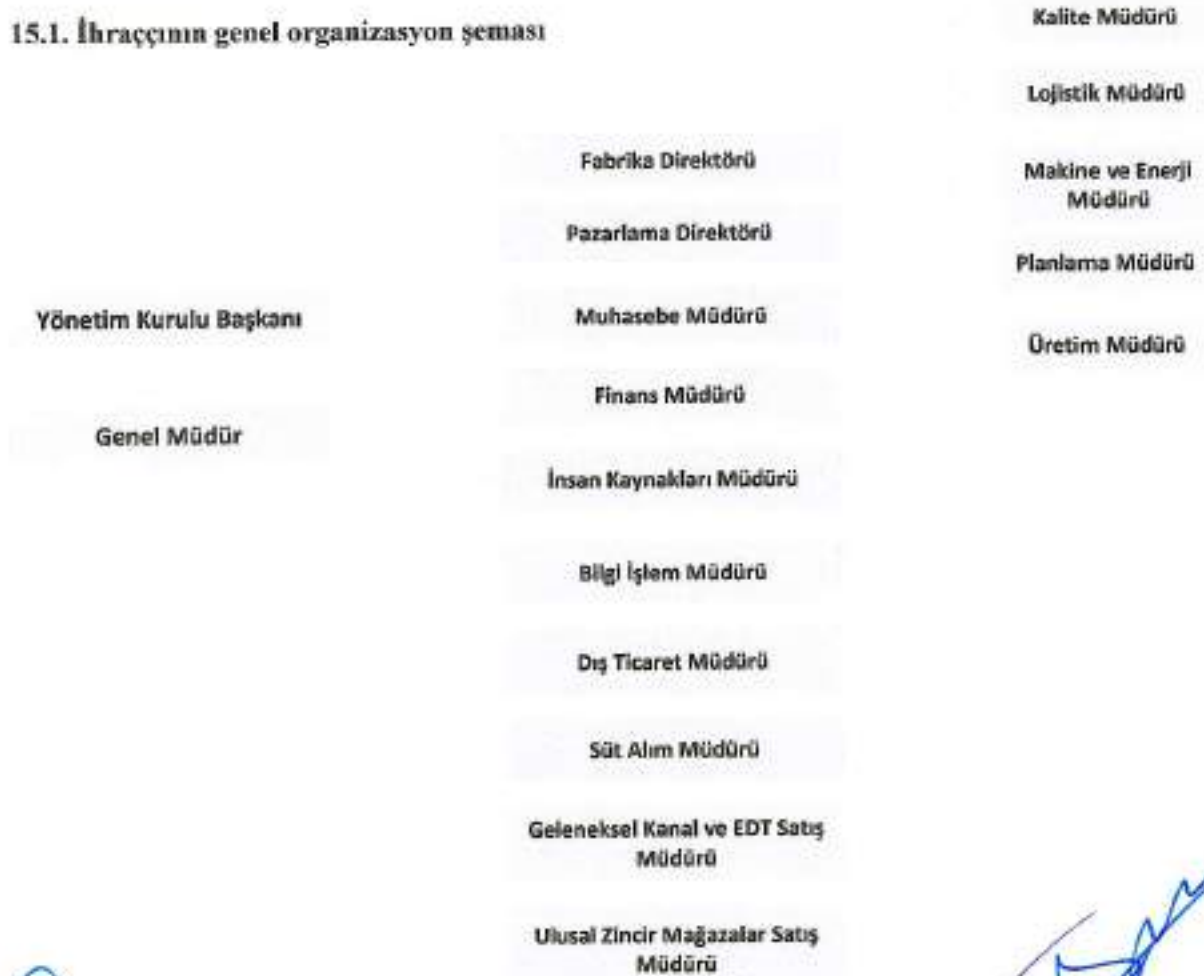 15.1. İhraççının genel organizasyon şeması
Yönetim Kurulu Başkanı
Genel Müdür
Fabrika Direktörü
Pazarlama Direktörü
Muhasebe Müdürü
Finans Müdürü
İnsan Kaynakları Müdürü
Bilgi İşlem Müdürü
Dış Ticaret Müdürü
Süt Alım Müdürü
Geleneksel Kanal ve EDT Satış
Müdürü
Ulusal Zincir Mağazalar Satış
Müdürü
Kalite Müdürü
Lojistik Müdürü
Makine ve Enerji
Müdürü
Planlama Müdürü
Üretim Müdürü